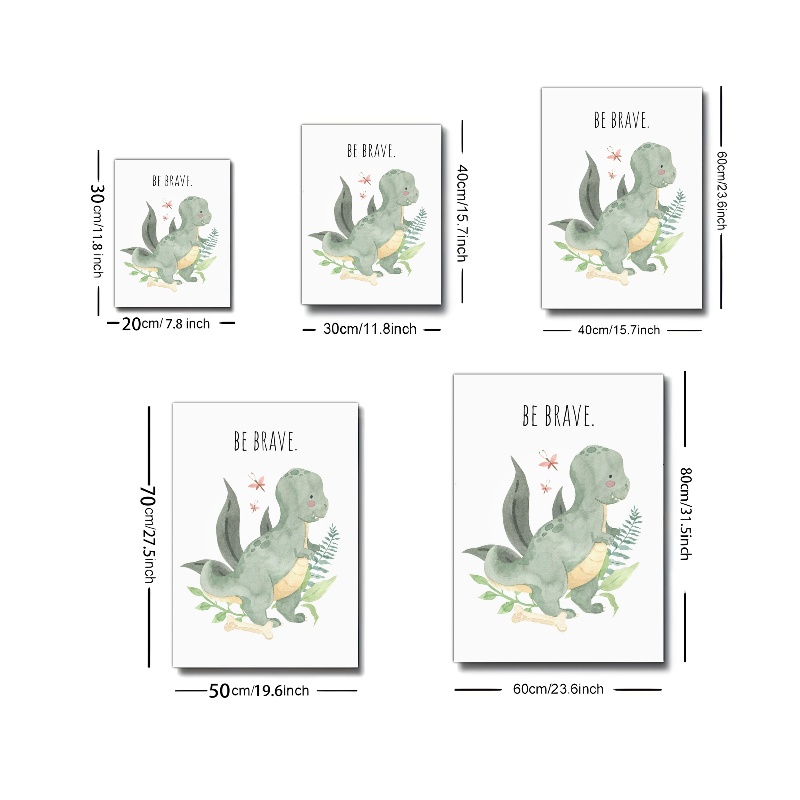 BE BRAVE.
30cm/11.8 inch
20cm/ 7.8 inch
BE BRAVE.
40cm/15.7inch
30cm/11.8inch
BE BRAVE.
60cm/23.6inch
40cm/15.7inch
BE BRAVE.
70cm/27.5inch
50cm/19.6inch
BE BRAVE.
80cm/31.5inch
60cm/23.6inch